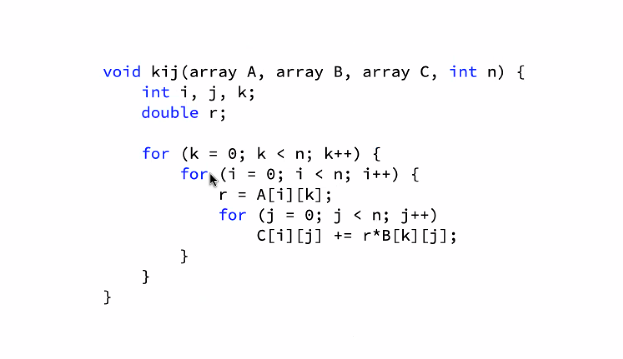 void kij(array A, array B, array C, int n) {
    int i, j, k;
    double r;

    for (k = 0; k < n; k++) {
        for (i = 0; i < n; i++) {
            r = A[i][k];
            for (j = 0; j < n; j++)
                C[i][j] += r*B[k][j];
        }
    }
}